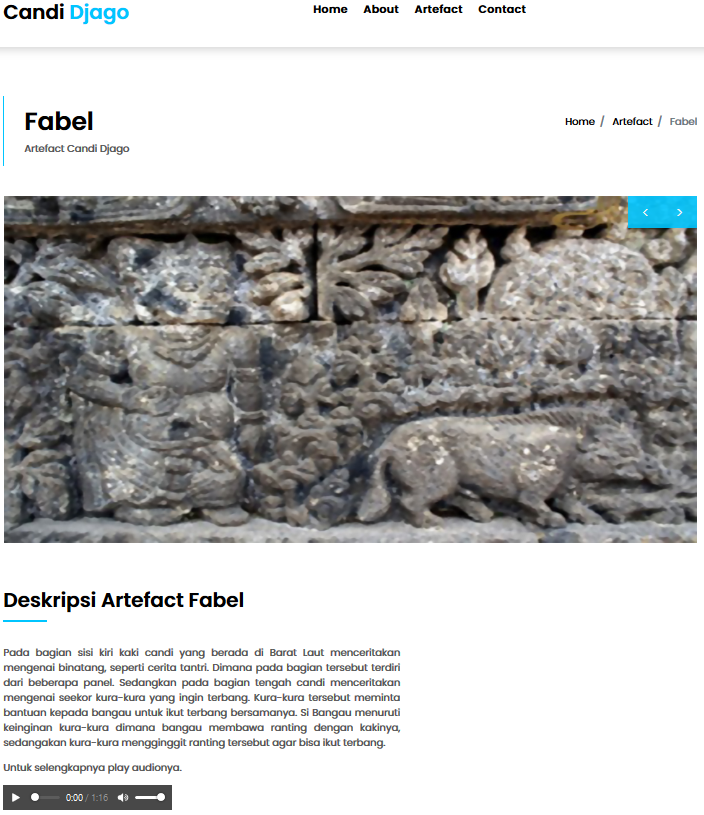 Candi Djago
Home About Artefact Contact
Fabel
Artefact Candi Djago
Home / Artefact / Fabel
< >
Deskripsi Artefact Fabel
Pada bagian sisi kiri kaki candi yang berada di Barat Laut menceritakan
mengenai binatang, seperti cerita tantri. Dimana pada bagian tersebut terdiri
dari beberapa panel. Sedangkan pada bagian tengah candi menceritakan
mengenai seekor kura-kura yang ingin terbang. Kura-kura tersebut meminta
bantuan kepada bangau untuk ikut terbang bersamanya. Si Bangau menuruti
keinginan kura-kura dimana bangau membawa ranting dengan kakinya,
sedangakan kura-kura mengginggit ranting tersebut agar bisa ikut terbang.
Untuk selengkapnya play audionya.
0:00 / 1:16